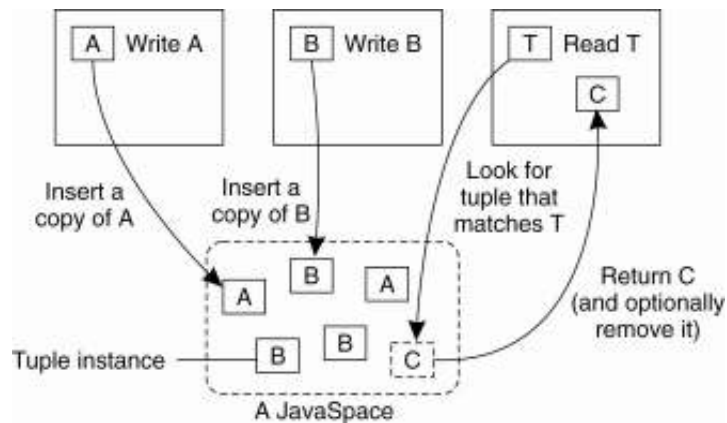 A Write A
B Write B
T Read T
C
Insert a
copy of A
Insert a
copy of B
Look for
tuple that
matches T
B
A
A
Return C
(and optionally
remove it)
Tuple instance
B
B
C
A JavaSpace